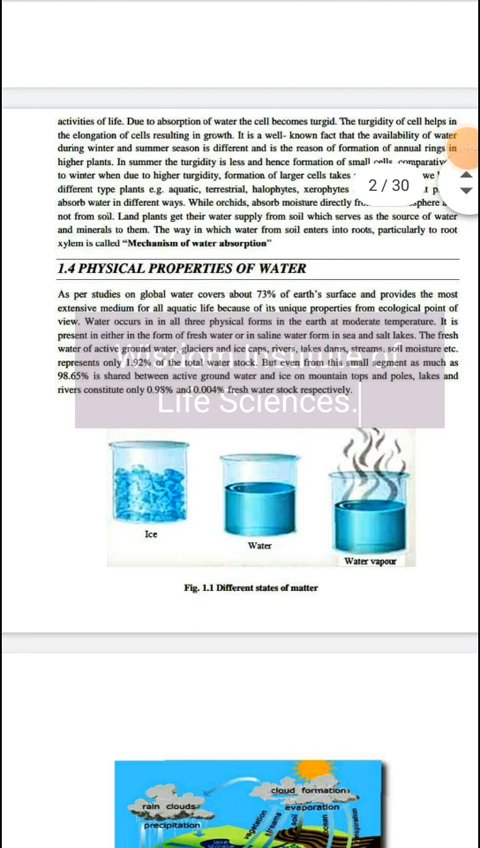 activities of life. Due to absorption of water the cell becomes turgid. The turgidity of cell helps in
the elongation of cells resulting in growth. It is a well- known fact that the availability of water
during winter and summer season is different and is the reason of formation of annual rings in
higher plants. In summer the turgidity is less and hence formation of small cells comparativ
to winter when due to higher turgidity, formation of larger cells takes we
different type plants e.g. aquatic, terrestrial, halophytes, xerophytes
2 / 30
absorb water in different ways. While orchids, absorb moisture directly
not from soil. Land plants get their water supply from soil which serves as the source of water
and minerals to them. The way in which water from soil enters into roots, particularly to root
xylem is called “Mechanism of water absorption”
1.4 PHYSICAL PROPERTIES OF WATER
As per studies on global water covers about 73% of earth’s surface and provides the most
extensive medium for all aquatic life because of its unique properties from ecological point of
view. Water occurs in in all three physical forms in the earth at moderate temperature. It is
present in either in the form of fresh water or in saline water form in sea and salt lakes. The fresh
water of active ground water, glaciers and ice caps, rivers, lakes dams, streams, soil moisture etc.
represents only 1.92% of the total water stock. But even from this small segment as much as
98.65% is shared between active ground water and ice on mountain tops and poles, lakes and
rivers constitute only 0.98% and 0.004% fresh water stock respectively.
Institute of
Life Sciences.
Ice
Water
Water vapour
Fig. 1.1 Different states of matter
cloud formation
rain clouds
evaporation
precipitation
vegetation
streams
soil
ocean